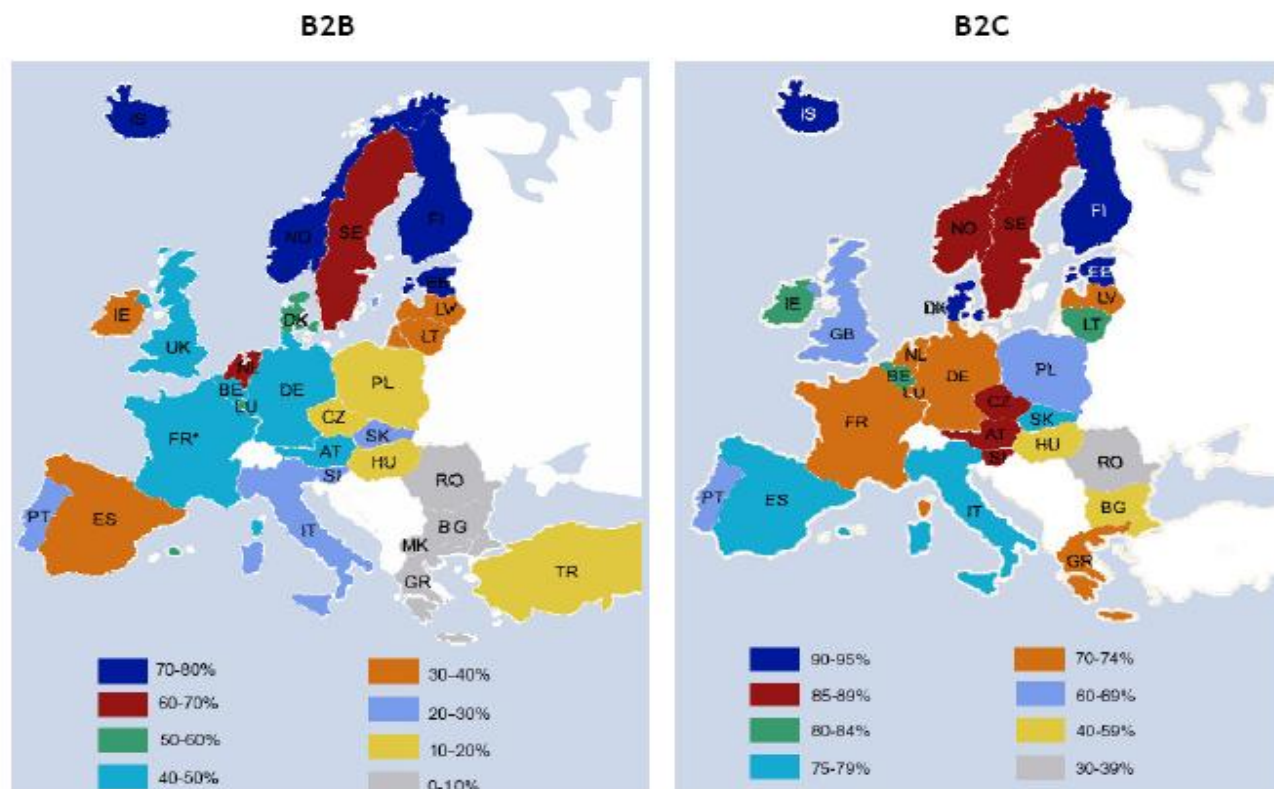 B2B
IS
FI
NO
SE
EE
LV
LT
DK
IE
UK
NL
BE
LU
DE
PL
CZ
SK
AT
HU
SI
FR*
RO
BG
MK
GR
TR
PT
ES
IT
70-80%
60-70%
50-60%
40-50%
30-40%
20-30%
10-20%
0-10%
B2C
IS
FI
NO
SE
EE
LV
LT
DK
IE
GB
NL
BE
LU
DE
PL
CZ
SK
AT
HU
SI
FR
RO
BG
GR
PT
ES
IT
90-95%
85-89%
80-84%
75-79%
70-74%
60-69%
40-59%
30-39%